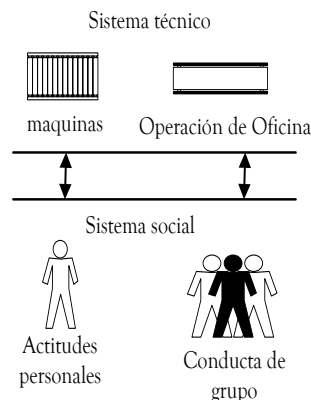 Sistema técnico
maquinas
Operación de Oficina
Sistema social
Actitudes
personales
Conducta de
grupo